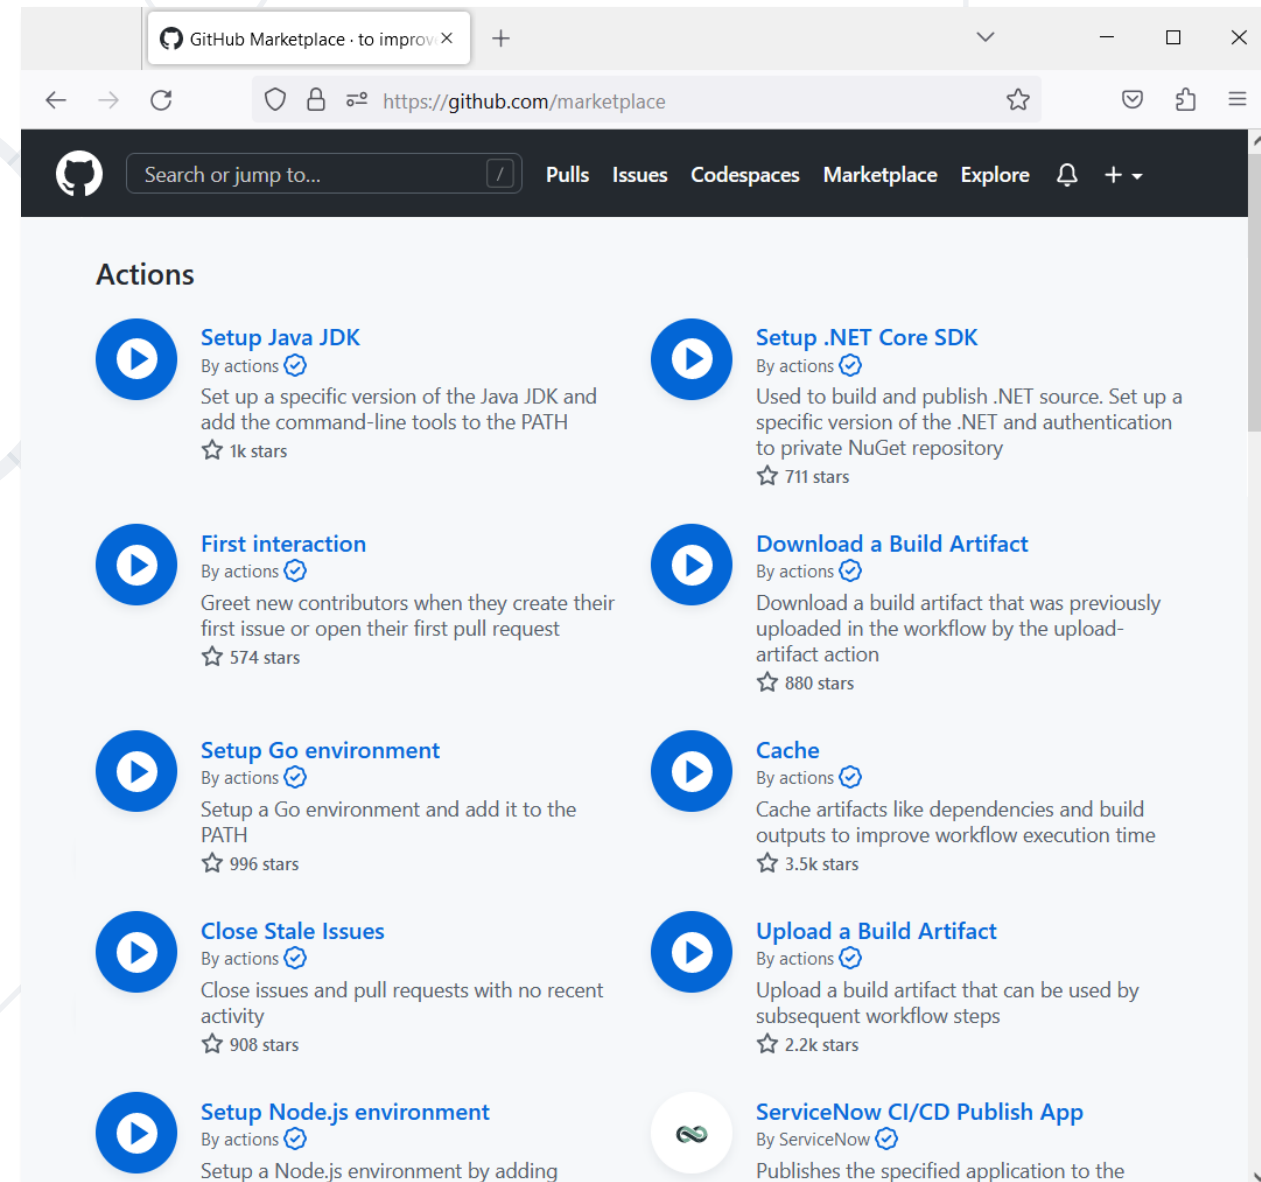 GitHub Marketplace · to improv
https://github.com/marketplace
Search or jump to...
/
Pulls
Issues
Codespaces
Marketplace
Explore
Actions
Setup Java JDK
By actions
Set up a specific version of the Java JDK and
add the command-line tools to the PATH
1k stars
Setup .NET Core SDK
By actions
Used to build and publish .NET source. Set up a
specific version of the .NET and authentication
to private NuGet repository
711 stars
First interaction
By actions
Greet new contributors when they create their
first issue or open their first pull request
574 stars
Download a Build Artifact
By actions
Download a build artifact that was previously
uploaded in the workflow by the upload-
artifact action
880 stars
Setup Go environment
By actions
Setup a Go environment and add it to the
PATH
996 stars
Cache
By actions
Cache artifacts like dependencies and build
outputs to improve workflow execution time
3.5k stars
Close Stale Issues
By actions
Close issues and pull requests with no recent
activity
908 stars
Upload a Build Artifact
By actions
Upload a build artifact that can be used by
subsequent workflow steps
2.2k stars
Setup Node.js environment
By actions
Setup a Node.js environment by adding
ServiceNow CI/CD Publish App
By ServiceNow
Publishes the specified application to the